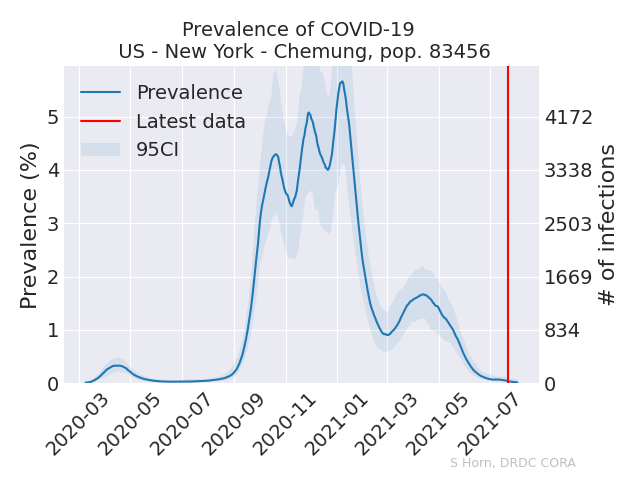 Prevalence of COVID-19
US - New York - Chemung, pop. 83456
Prevalence
Latest data
95CI
Prevalence (%)
5
4
3
2
1
0
4172
3338
2503
1669
834
0
# of infections
2020-03
2020-05
2020-07
2020-09
2020-11
2021-01
2021-03
2021-05
2021-07
S Horn, DRDC CORA